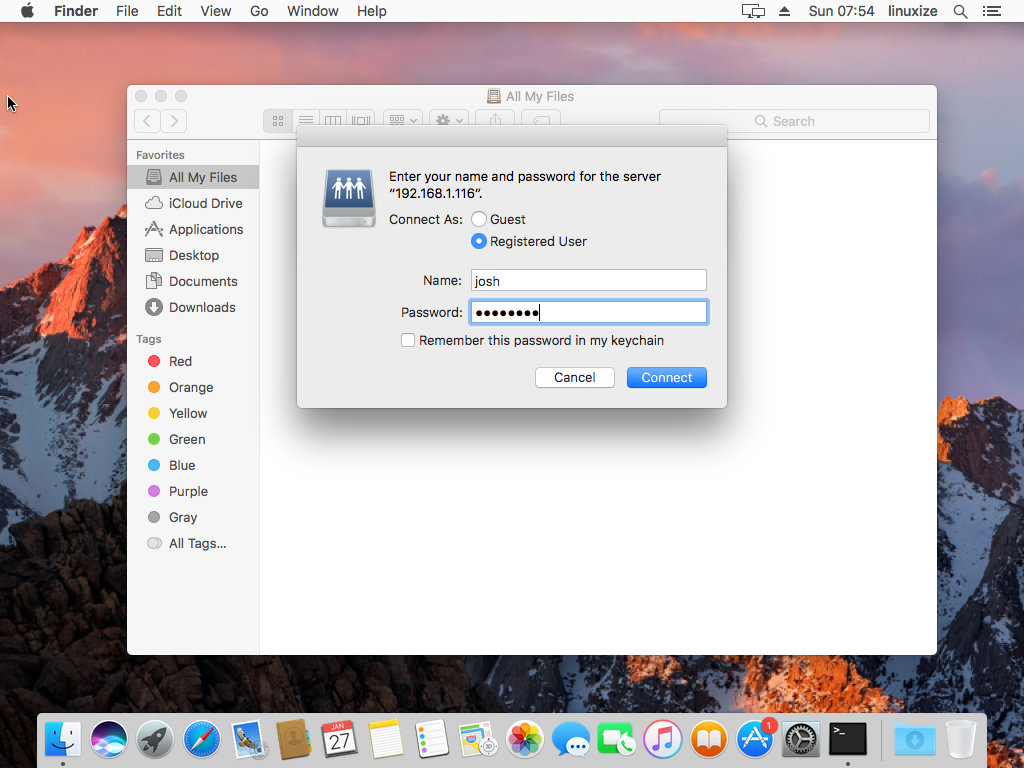 Finder File Edit View Go Window Help Sun 07:54 linuxize
All My Files
Search
Favorites
All My Files
iCloud Drive
Applications
Desktop
Documents
Downloads
Tags
Red
Orange
Yellow
Green
Blue
Purple
Gray
All Tags...
Enter your name and password for the server
“192.168.1.116”.
Connect As: Guest
Registered User
Name: josh
Password: ●●●●●●●●
Remember this password in my keychain
Cancel Connect
JAN
27
30
1
>_